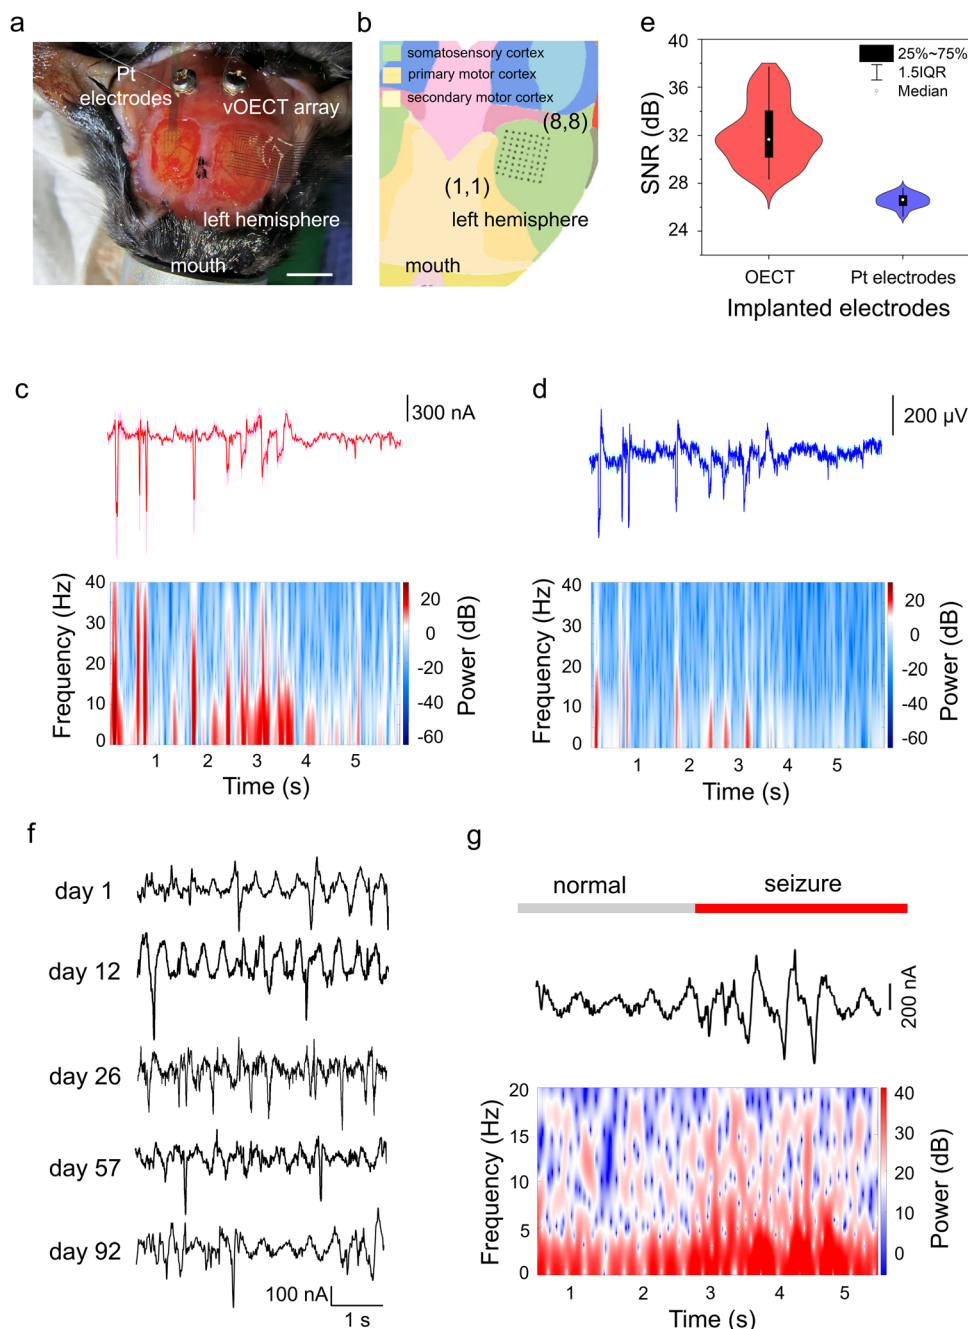 a
Pt
electrodes
vOECT array
left hemisphere
mouth
b
somatosensory cortex
primary motor cortex
secondary motor cortex
(8,8)
(1,1)
left hemisphere
mouth
e
40
36
32
28
24
SNR (dB)
25%~75%
1.5IQR
Median
OECT
Pt electrodes
Implanted electrodes
c
300 nA
40
30
20
10
0
Frequency (Hz)
1 2 3 4 5
Time (s)
20
0
-20
-40
-60
Power (dB)
d
200 µV
40
30
20
10
0
Frequency (Hz)
1 2 3 4 5
Time (s)
20
0
-20
-40
-60
Power (dB)
f
day 1
day 12
day 26
day 57
day 92
100 nA
1 s
g
normal
seizure
200 nA
20
15
10
5
0
Frequency (Hz)
1 2 3 4 5
Time (s)
40
30
20
10
0
Power (dB)